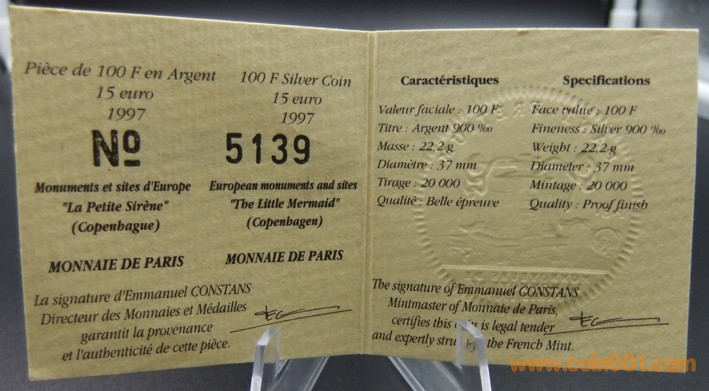 Pièce de 100 F en Argent
15 euro
1997
100 F Silver Coin
15 euro
1997
Nº 5139
Monuments et sites d'Europe
"La Petite Sirène"
(Copenhague)
MONNAIE DE PARIS
European monuments and sites
"The Little Mermaid"
(Copenhagen)
MONNAIE DE PARIS
La signature d'Emmanuel CONSTANS
Directeur des Monnaies et Médailles
garantit la provenance
et l'authenticité de cette pièce.
Caractéristiques
Valeur faciale : 100 F
Titre : Argent 900 ‰
Masse : 22,2 g
Diamètre : 37 mm
Tirage : 20 000
Qualité : Belle épreuve
Specifications
Face value : 100 F
Fineness : Silver 900 ‰
Weight : 22,2 g
Diameter : 37 mm
Mintage : 20 000
Quality : Proof finish
The signature of Emmanuel CONSTANS
Mintmaster of Monnaie de Paris,
certifies this coin is legal tender
and expertly struck by the French Mint.
www.coin001.com